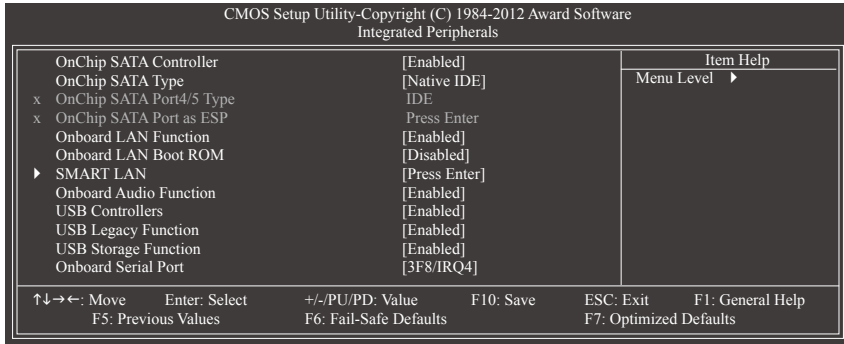 CMOS Setup Utility-Copyright (C) 1984-2012 Award Software
Integrated Peripherals
OnChip SATA Controller [Enabled]
OnChip SATA Type [Native IDE]
x OnChip SATA Port4/5 Type IDE
x OnChip SATA Port as ESP Press Enter
Onboard LAN Function [Enabled]
Onboard LAN Boot ROM [Disabled]
SMART LAN [Press Enter]
Onboard Audio Function [Enabled]
USB Controllers [Enabled]
USB Legacy Function [Enabled]
USB Storage Function [Enabled]
Onboard Serial Port [3F8/IRQ4]
Item Help
Menu Level
↑↓→←: Move Enter: Select +/-/PU/PD: Value F10: Save ESC: Exit F1: General Help
F5: Previous Values F6: Fail-Safe Defaults F7: Optimized Defaults